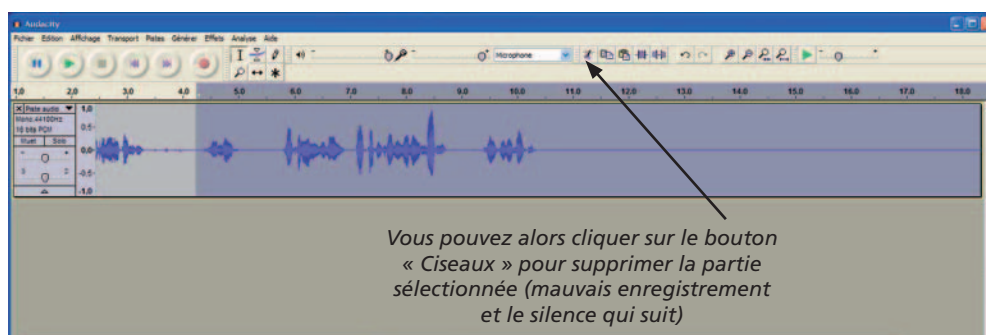 Audacity
Fichier Edition Affichage Transport Pistes Générer Effets Analyse Aide
Microphone
1,0 2,0 3,0 4,0 5,0 6,0 7,0 8,0 9,0 10,0 11,0 12,0 13,0 14,0 15,0 16,0 17,0 18,0
Piste audio 1,0
Mono, 44100Hz
16 bits PCM 0,5-
Muet Solo
- + 0,0-
-0,5-
-1,0
Vous pouvez alors cliquer sur le bouton
« Ciseaux » pour supprimer la partie
sélectionnée (mauvais enregistrement
et le silence qui suit)